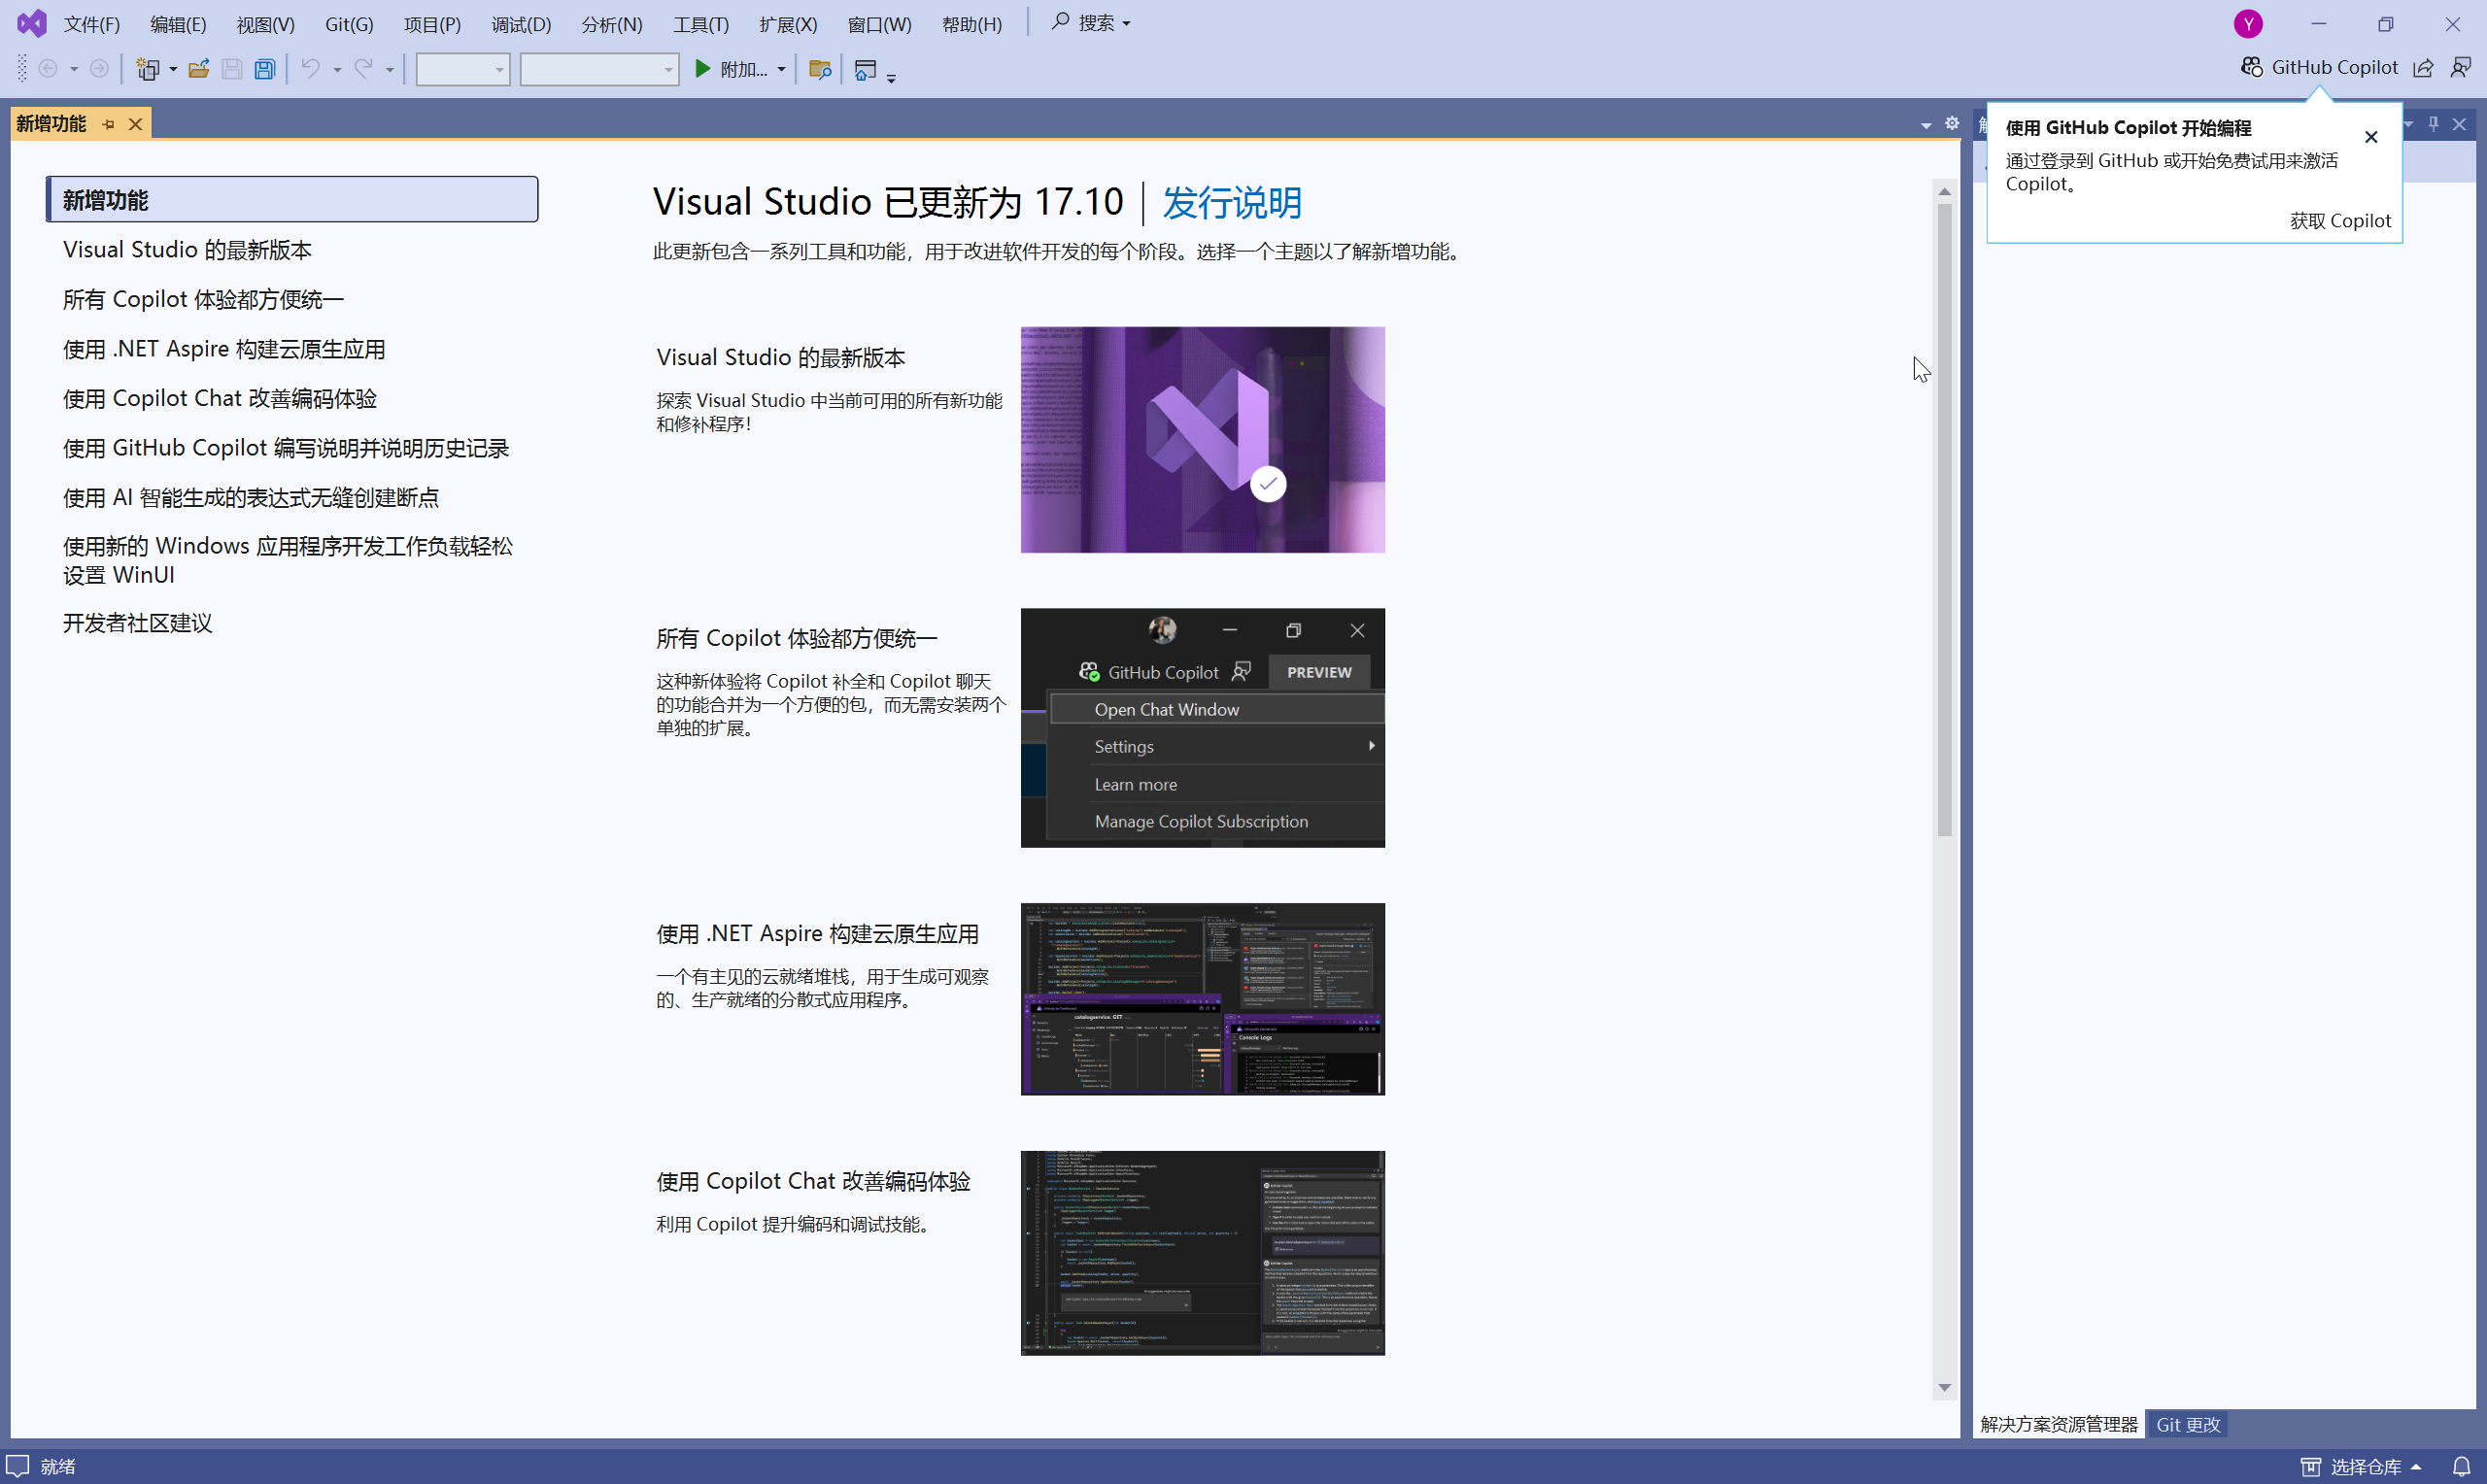 文件(F) 编辑(E) 视图(V) Git(G) 项目(P) 调试(D) 分析(N) 工具(T) 扩展(X) 窗口(W) 帮助(H) 搜索
Y
附加...
GitHub Copilot
新增功能
使用 GitHub Copilot 开始编程
通过登录到 GitHub 或开始免费试用来激活
Copilot。
获取 Copilot
新增功能
Visual Studio 的最新版本
所有 Copilot 体验都方便统一
使用 .NET Aspire 构建云原生应用
使用 Copilot Chat 改善编码体验
使用 GitHub Copilot 编写说明并说明历史记录
使用 AI 智能生成的表达式无缝创建断点
使用新的 Windows 应用程序开发工作负载轻松
设置 WinUI
开发者社区建议
Visual Studio 已更新为 17.10 发行说明
此更新包含一系列工具和功能，用于改进软件开发的每个阶段。选择一个主题以了解新增功能。
Visual Studio 的最新版本
探索 Visual Studio 中当前可用的所有新功能
和修补程序!
所有 Copilot 体验都方便统一
这种新体验将 Copilot 补全和 Copilot 聊天
的功能合并为一个方便的包，而无需安装两个
单独的扩展。
GitHub Copilot PREVIEW
Open Chat Window
Settings
Learn more
Manage Copilot Subscription
使用 .NET Aspire 构建云原生应用
一个有主见的云就绪堆栈，用于生成可观察
的、生产就绪的分散式应用程序。
catalogservice: GET
Console Logs
使用 Copilot Chat 改善编码体验
利用 Copilot 提升编码和调试技能。
解决方案资源管理器 Git 更改
就绪
选择仓库